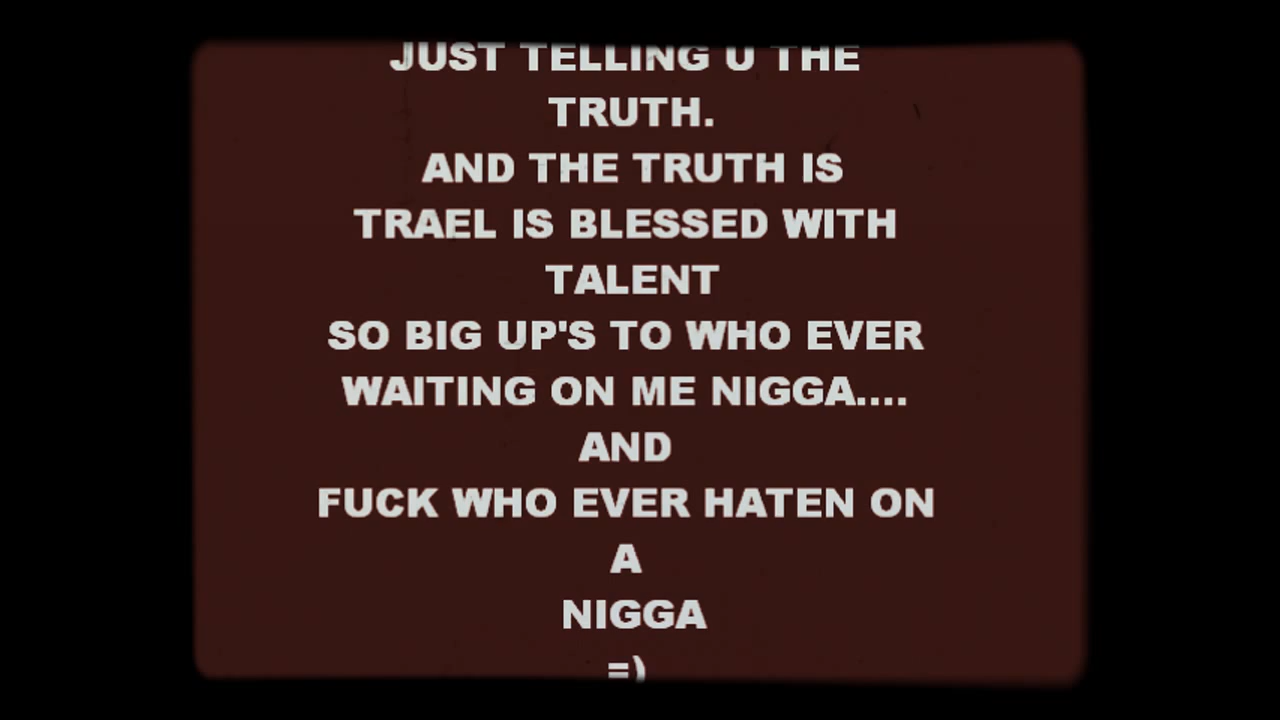 JUST TELLING U THE
TRUTH.
AND THE TRUTH IS
TRAEL IS BLESSED WITH
TALENT
SO BIG UP'S TO WHO EVER
WAITING ON ME NIGGA....
AND
FUCK WHO EVER HATEN ON
A
NIGGA
=)